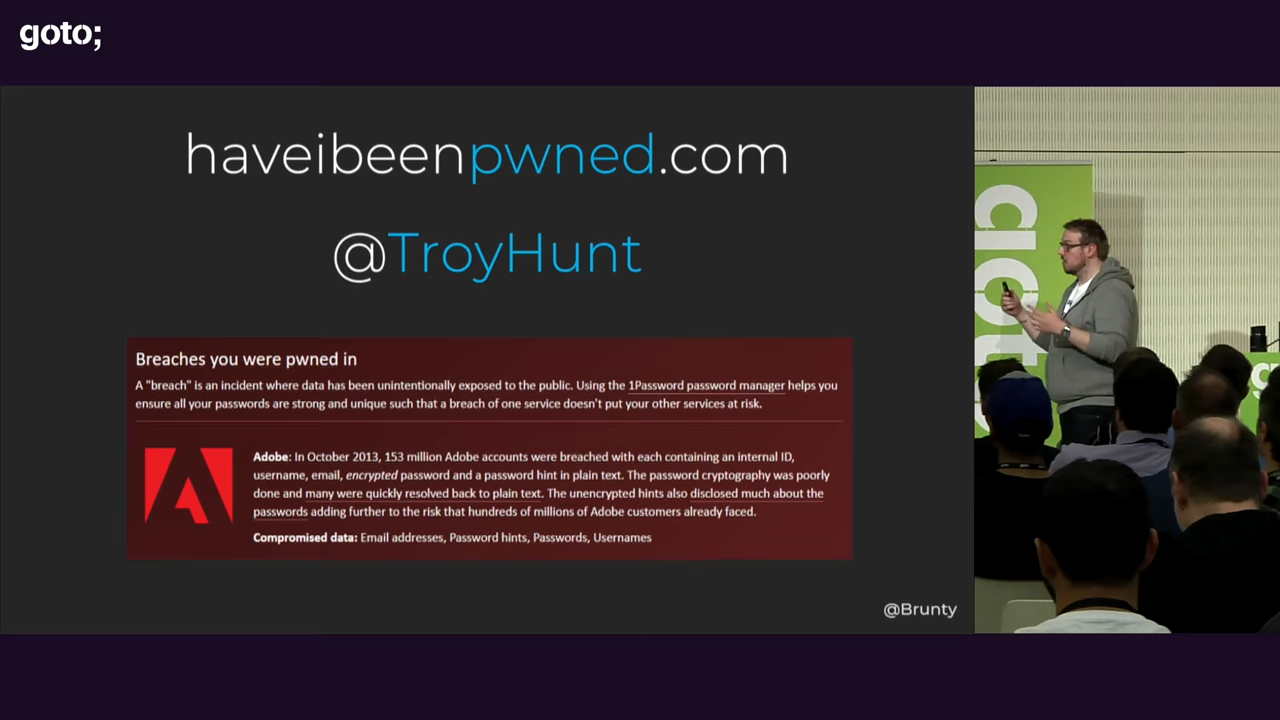 goto;
haveibeenpwned.com
@TroyHunt
Breaches you were pwned in
A "breach" is an incident where data has been unintentionally exposed to the public. Using the 1Password password manager helps you
ensure all your passwords are strong and unique such that a breach of one service doesn't put your other services at risk.
Adobe: In October 2013, 153 million Adobe accounts were breached with each containing an internal ID,
username, email, encrypted password and a password hint in plain text. The password cryptography was poorly
done and many were quickly resolved back to plain text. The unencrypted hints also disclosed much about the
passwords adding further to the risk that hundreds of millions of Adobe customers already faced.
Compromised data: Email addresses, Password hints, Passwords, Usernames
@Brunty